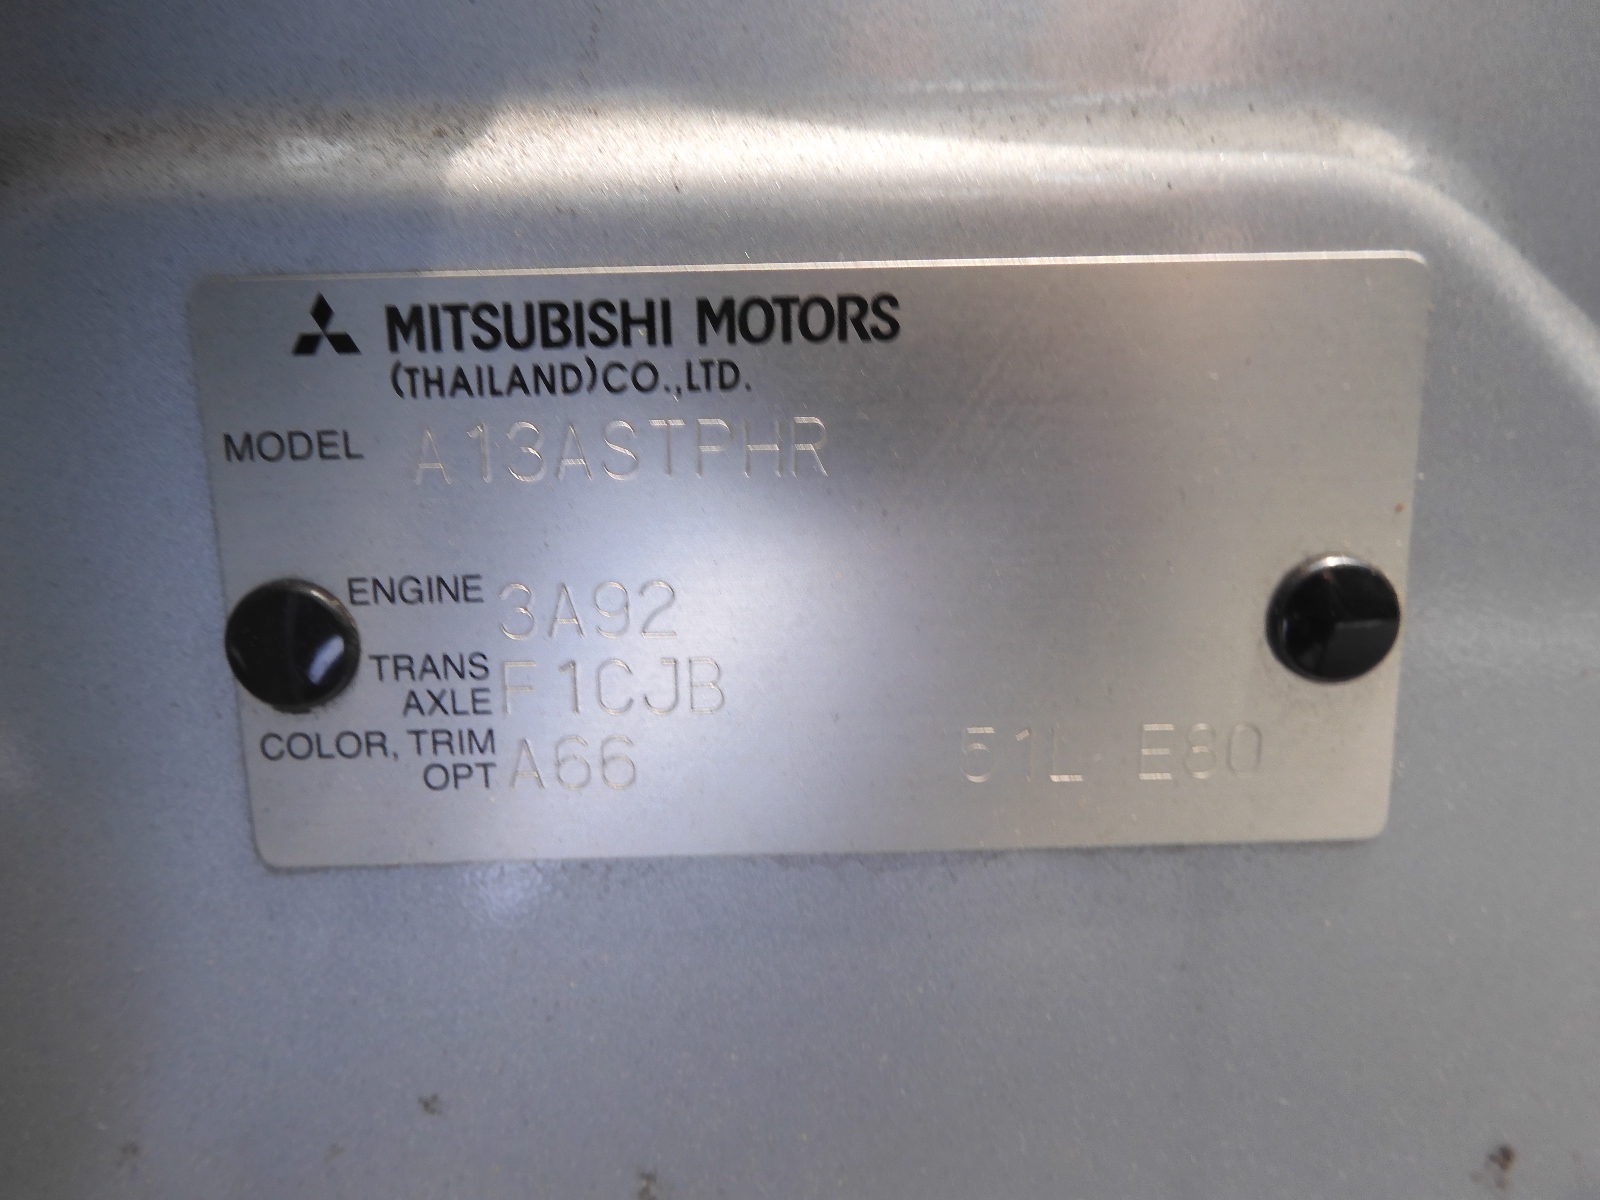 MITSUBISHI MOTORS
(THAILAND)CO.,LTD.
MODEL A13ASTPHR
ENGINE 3A92
TRANS
AXLE F1CJB
COLOR, TRIM
OPT A66 51L E80